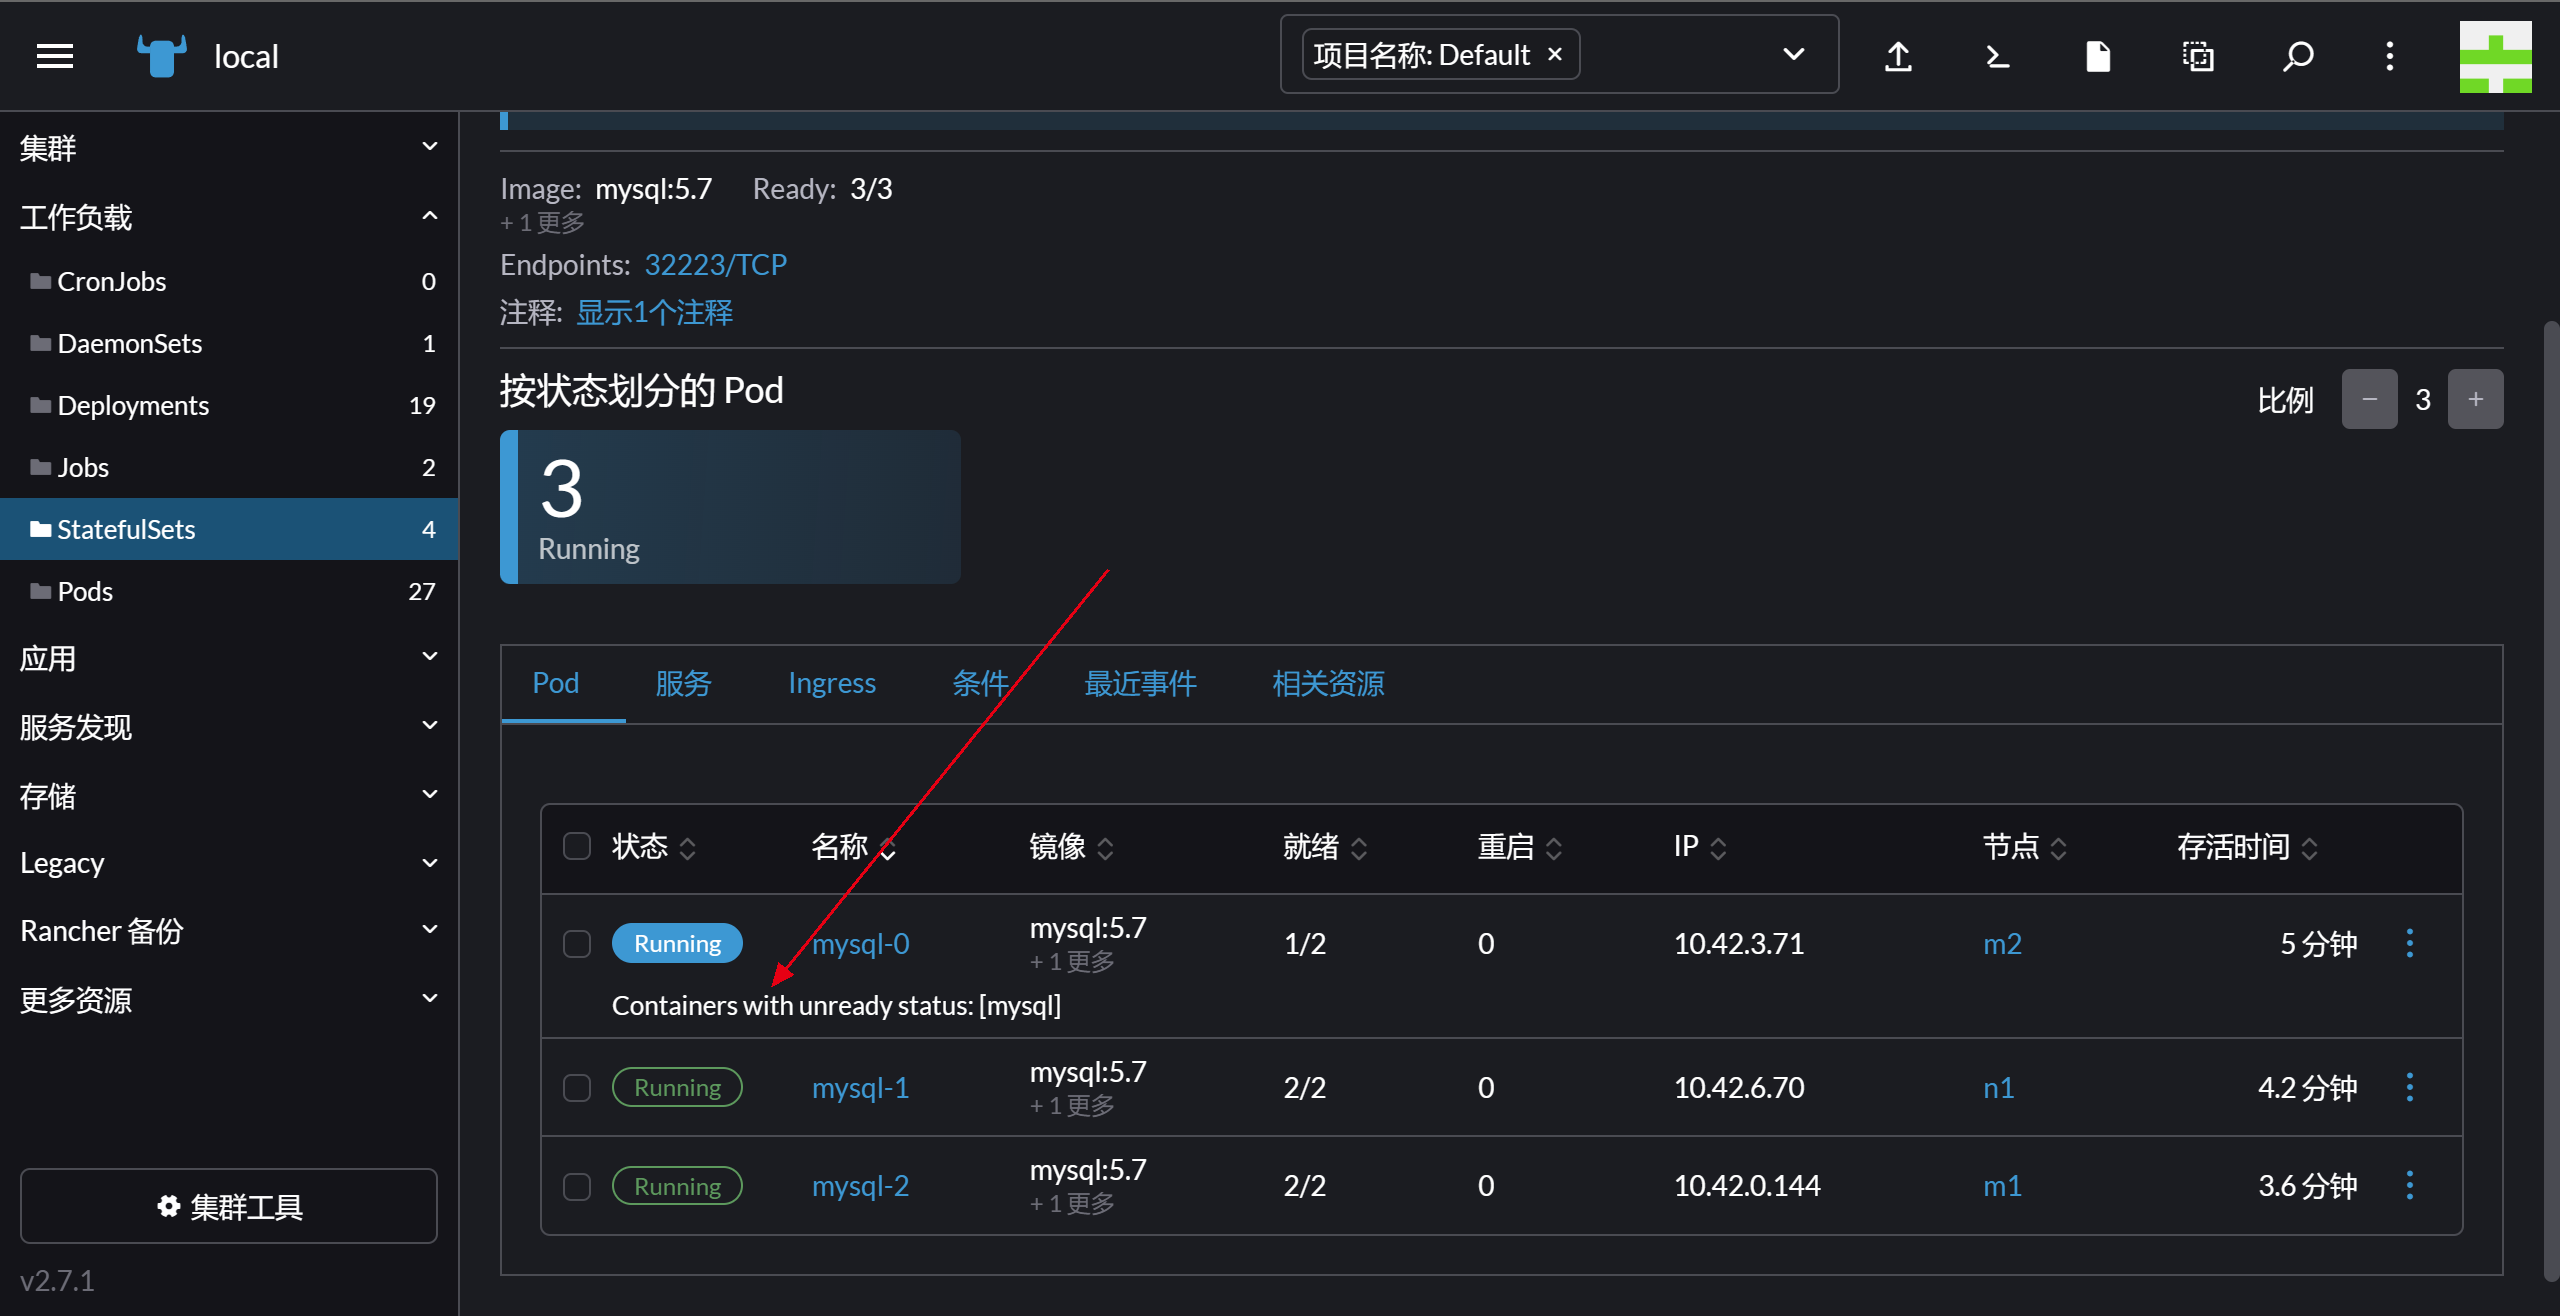 local
项目名称: Default ×
集群
工作负载
CronJobs 0
DaemonSets 1
Deployments 19
Jobs 2
StatefulSets 4
Pods 27
应用
服务发现
存储
Legacy
Rancher 备份
更多资源
集群工具
v2.7.1
Image: mysql:5.7 Ready: 3/3
+ 1 更多
Endpoints: 32223/TCP
注释: 显示1个注释
按状态划分的 Pod
比例 − 3 +
3
Running
Pod 服务 Ingress 条件 最近事件 相关资源
状态 名称 镜像 就绪 重启 IP 节点 存活时间
Running mysql-0 mysql:5.7 1/2 0 10.42.3.71 m2 5 分钟
+ 1 更多
Containers with unready status: [mysql]
Running mysql-1 mysql:5.7 2/2 0 10.42.6.70 n1 4.2 分钟
+ 1 更多
Running mysql-2 mysql:5.7 2/2 0 10.42.0.144 m1 3.6 分钟
+ 1 更多